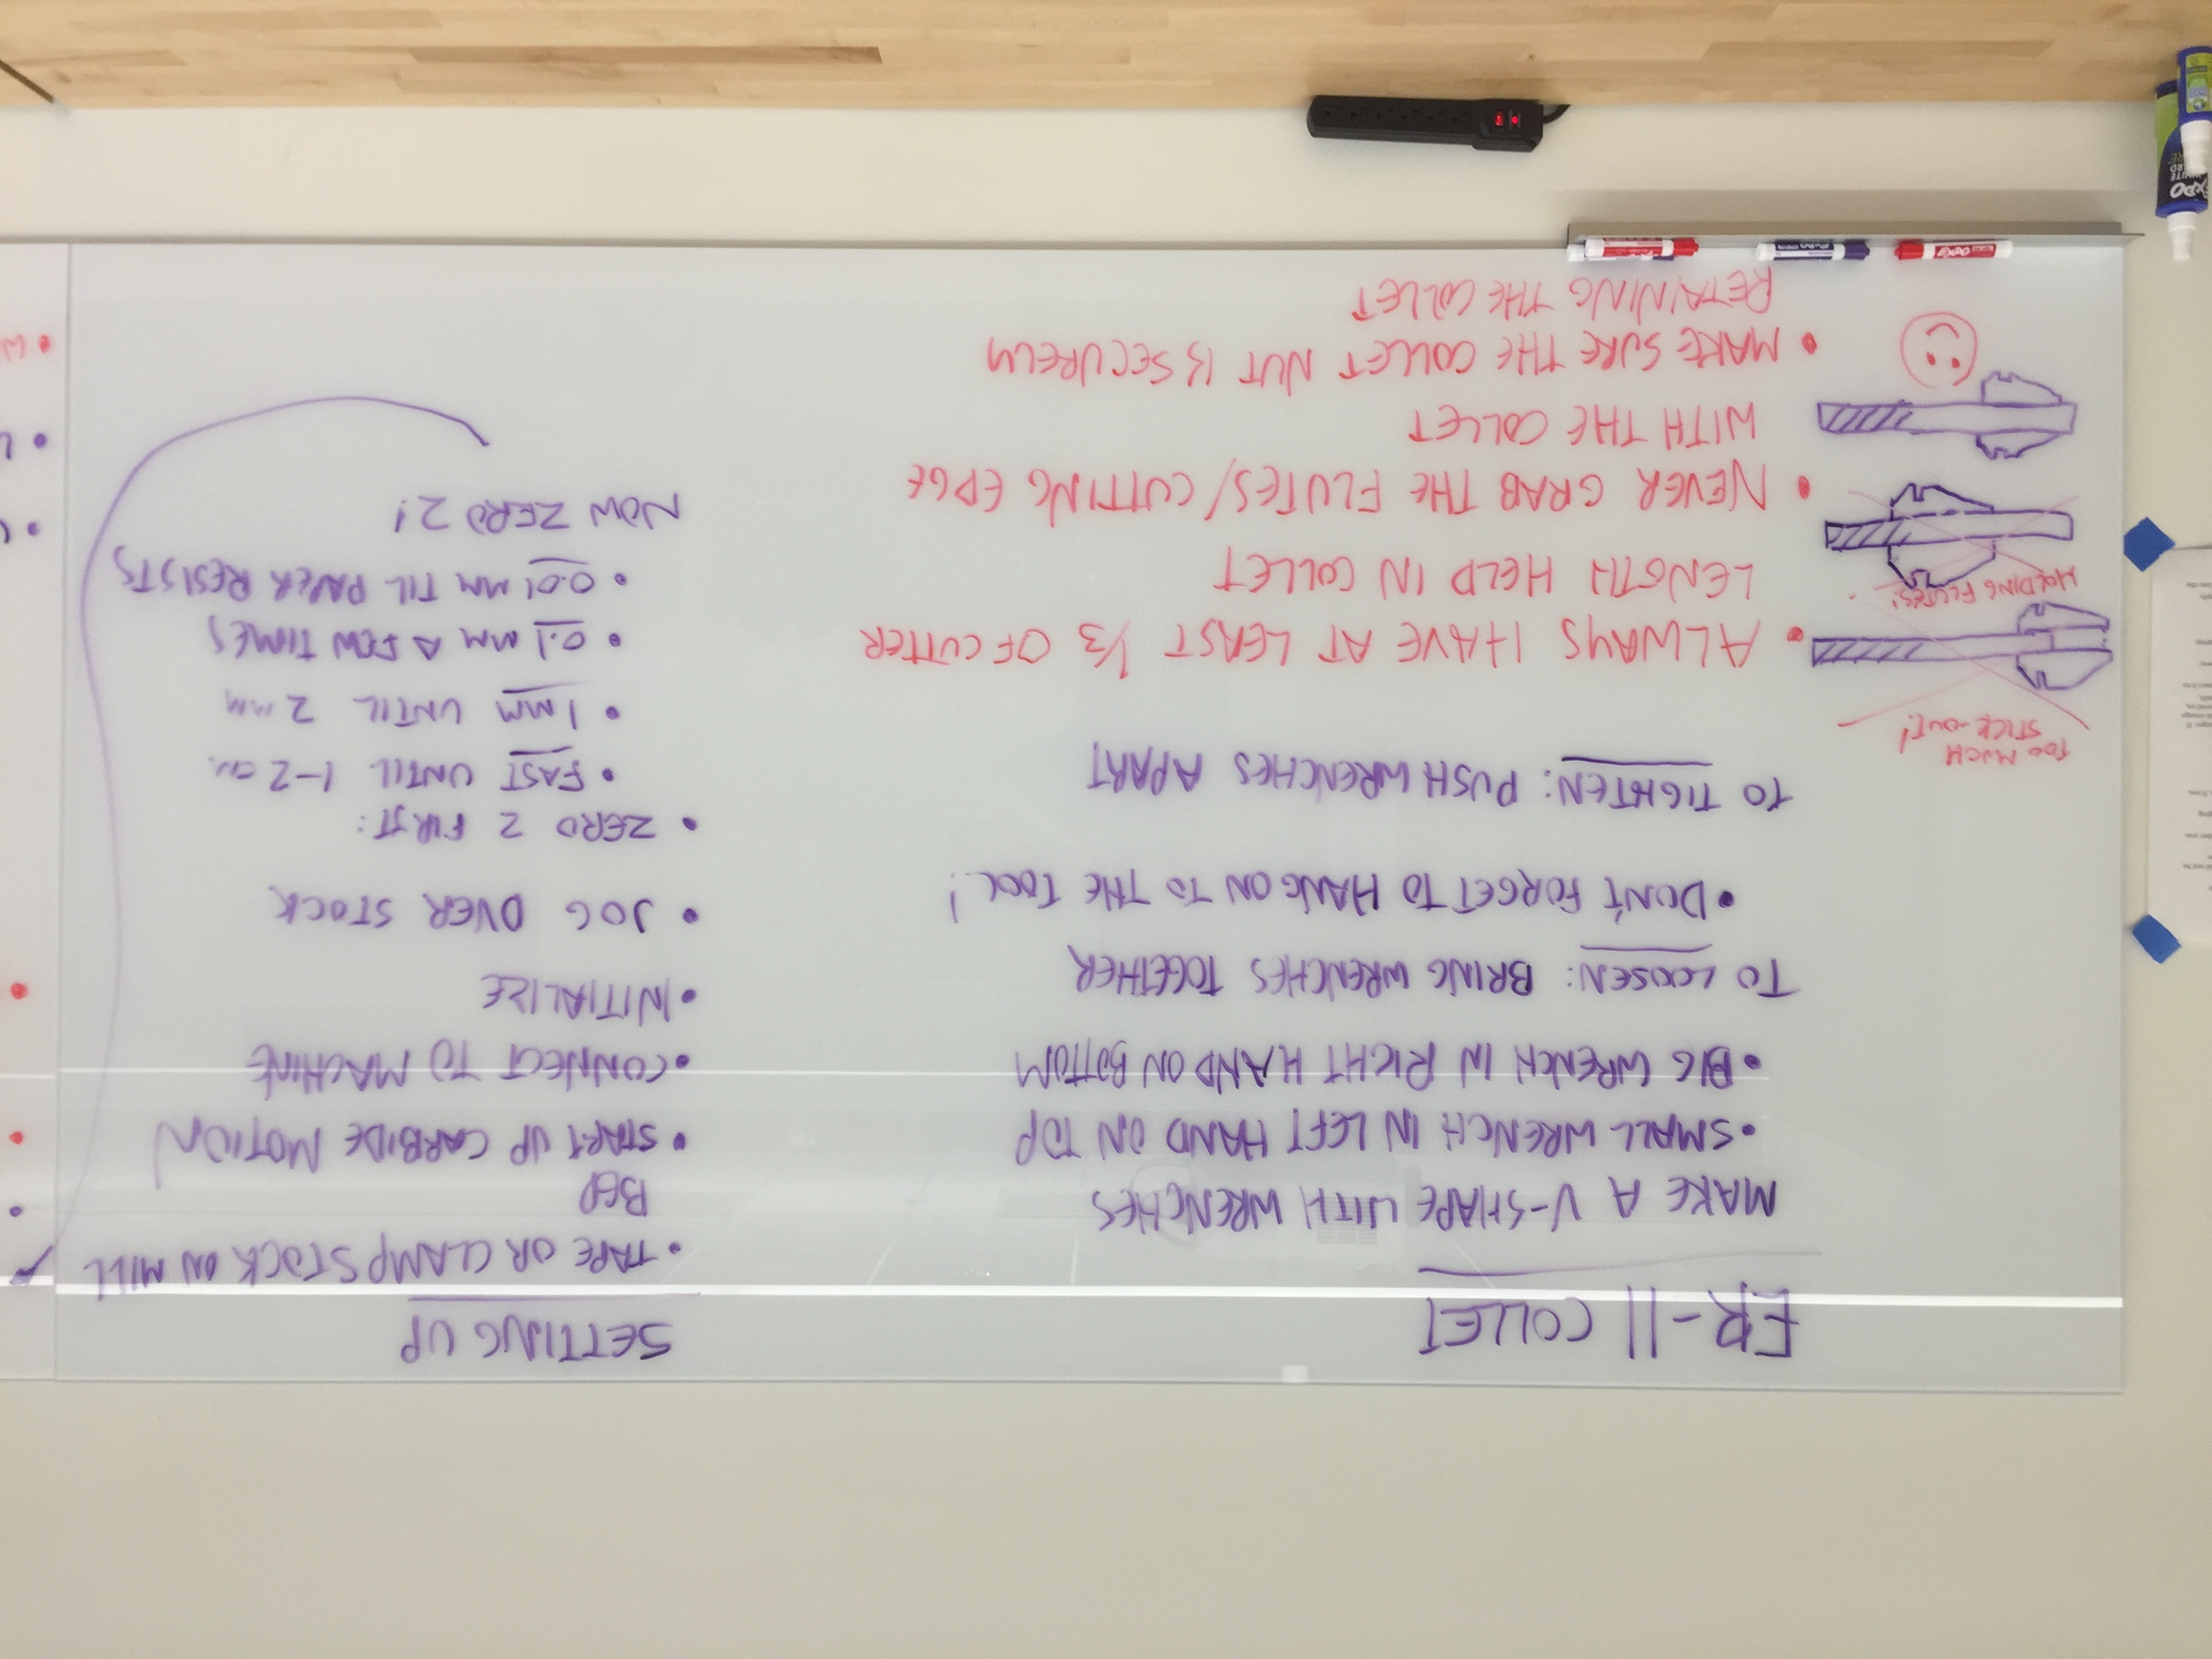 ER-11 COLLET
MAKE A V-SHAPE WITH WRENCHES
• SMALL WRENCH IN LEFT HAND ON TOP
• BIG WRENCH IN RIGHT HAND ON BOTTOM
TO LOOSEN: BRING WRENCHES TOGETHER
• DON'T FORGET TO HANG ON TO THE TOOL!
TO TIGHTEN: PUSH WRENCHES APART
TOO MUCH
STICK-OUT!
HOLDING FLUTES!
• ALWAYS HAVE AT LEAST 1/3 OF CUTTER
LENGTH HELD IN COLLET
• NEVER GRAB THE FLUTES/CUTTING EDGE
WITH THE COLLET
• MAKE SURE THE COLLET NUT IS SECURELY
RETAINING THE COLLET
SETTING UP
• TAPE OR CLAMP STOCK ON MILL
BED
• START UP CARBIDE MOTION
• CONNECT TO MACHINE
• INITIALIZE
• JOG OVER STOCK
• ZERO Z FIRST:
• FAST UNTIL 1-2 cm.
• 1 MM UNTIL 2 MM
• 0.1 MM A FEW TIMES
• 0.01 MM TIL PAPER RESISTS
NOW ZERO Z!
EXPO